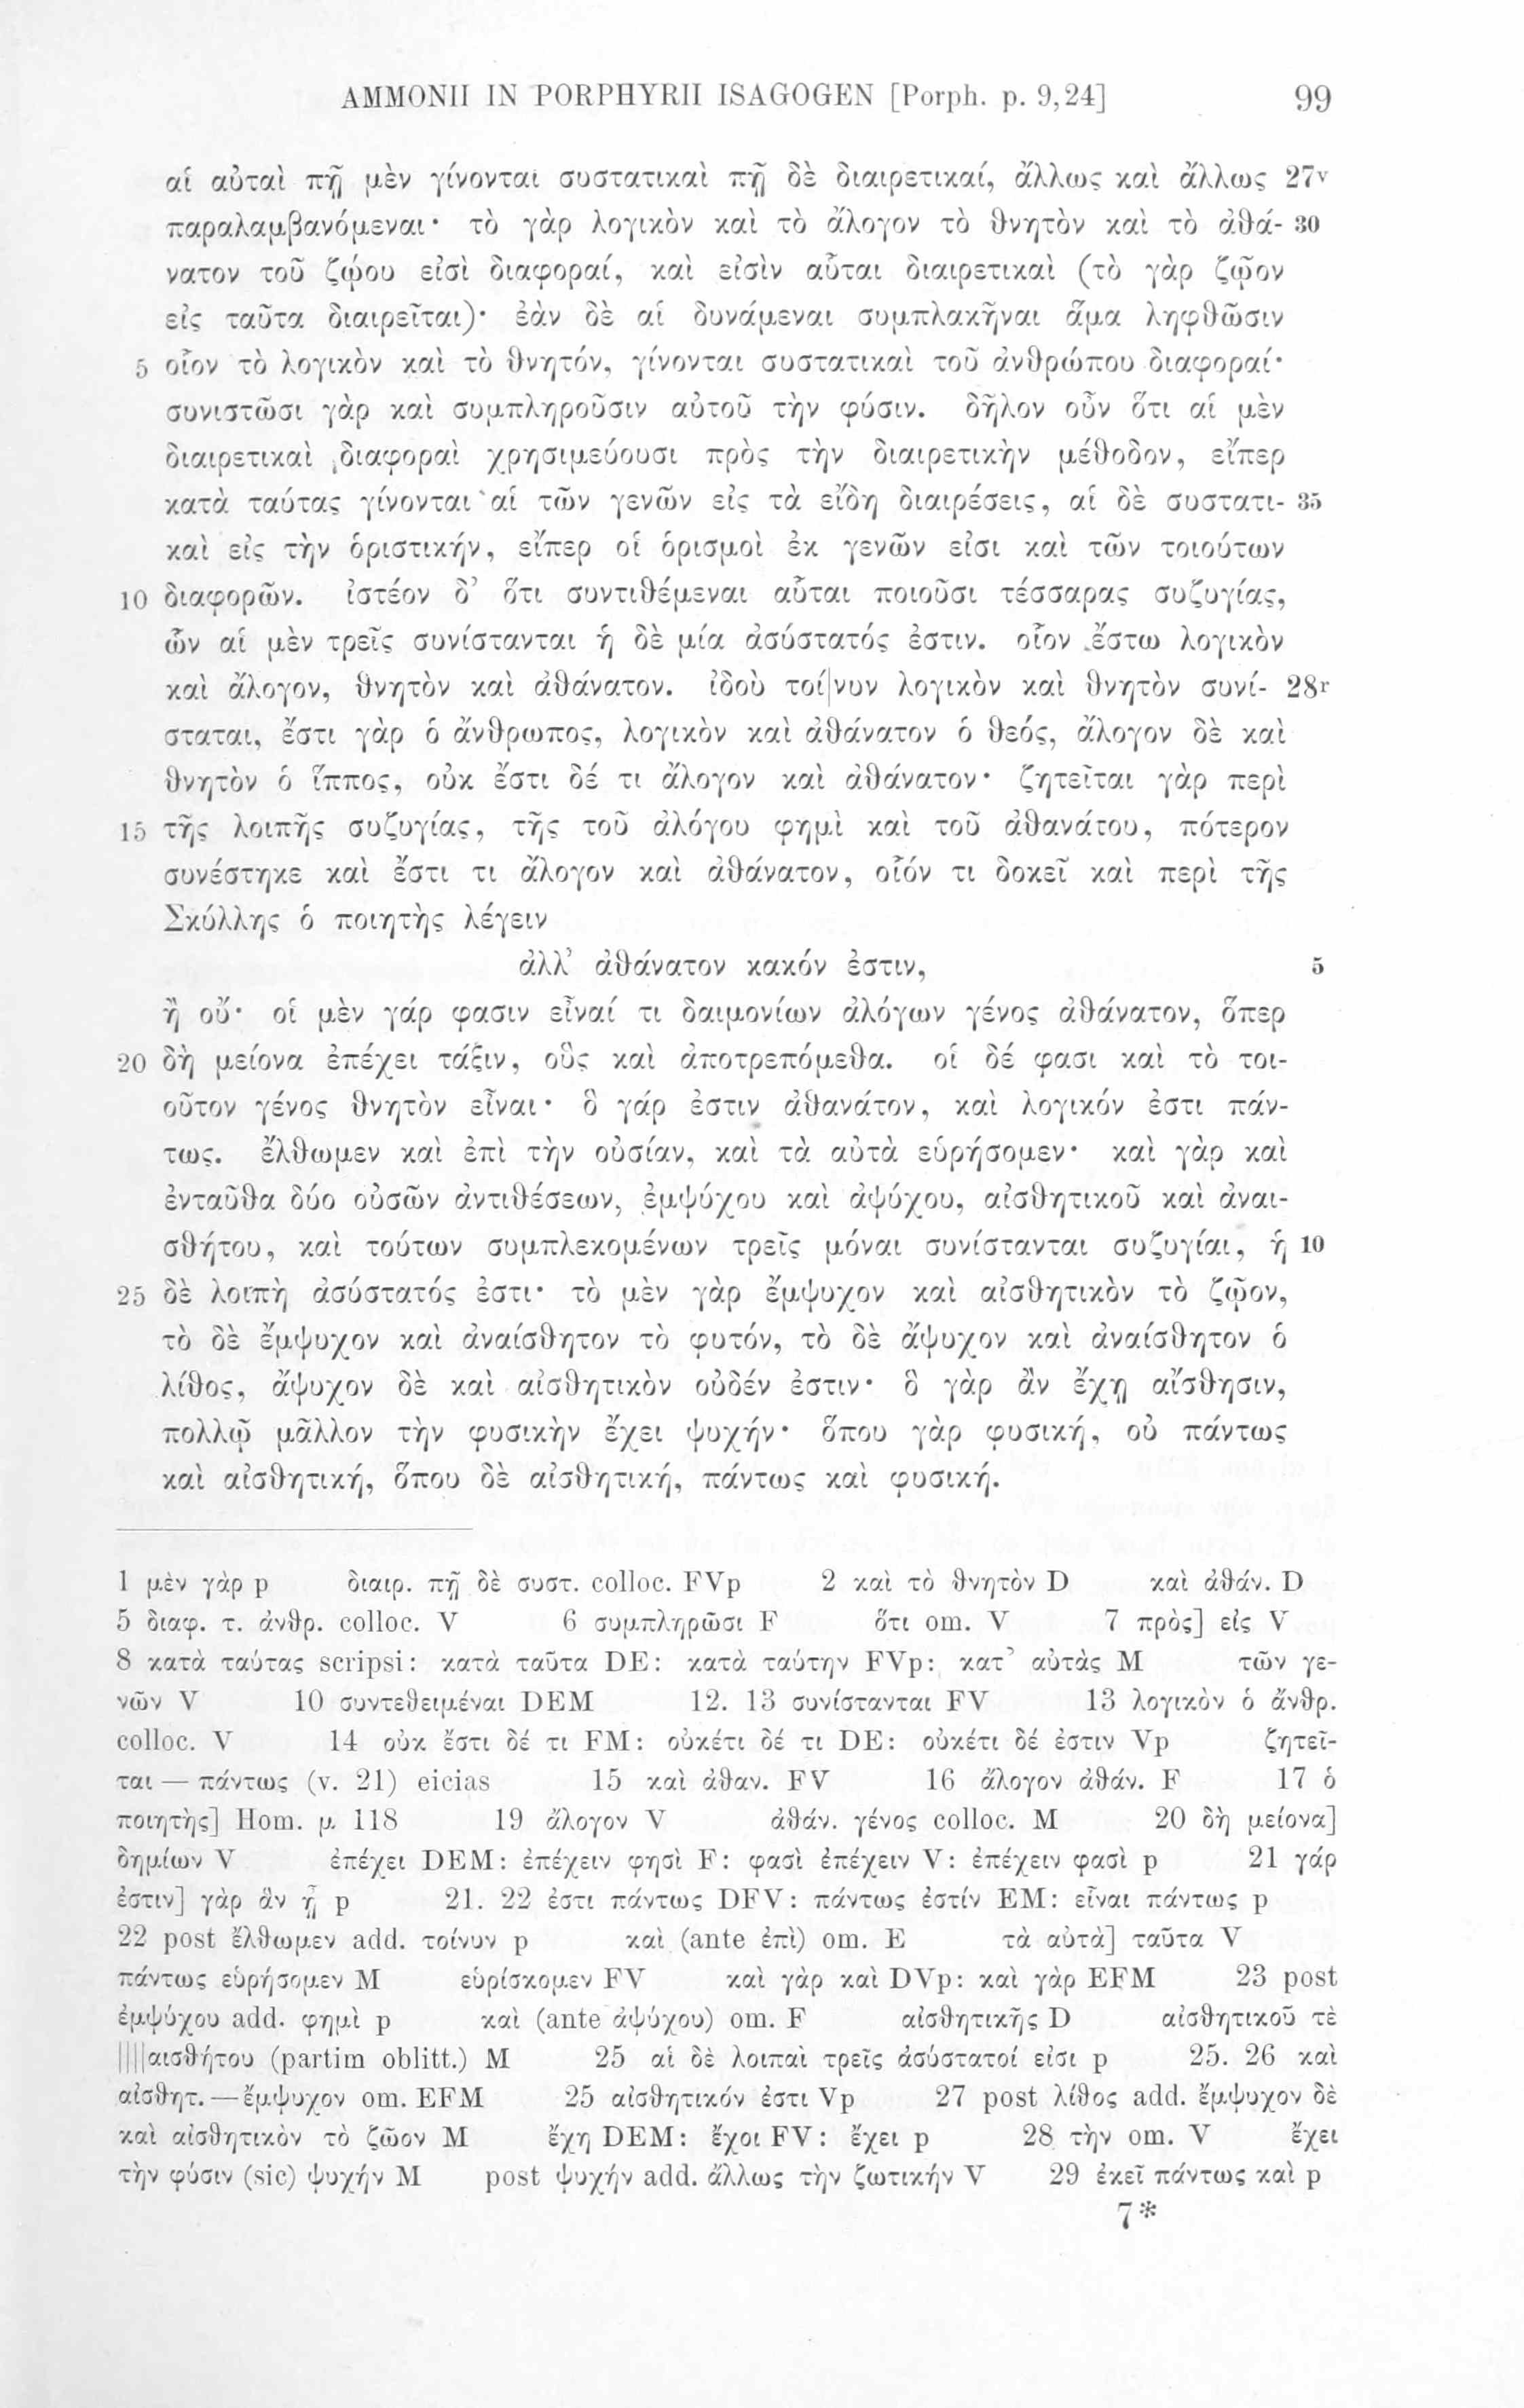 AMMONII IN PORPHYRII ISAGOGEN [Porph. p. 9,24] 99
αἱ αὐταὶ πῇ μὲν γίνονται συστατικαὶ πῇ δὲ διαιρετικαί, ἄλλως καὶ ἄλλως 27v
παραλαμβανόμεναι· τὸ γὰρ λογικὸν καὶ τὸ ἄλογον τὸ θνητὸν καὶ τὸ ἀθά- 30
νατον τοῦ ζῴου εἰσὶ διαφοραί, καὶ εἰσὶν αὗται διαιρετικαὶ (τὸ γὰρ ζῷον
εἰς ταῦτα διαιρεῖται)· ἐὰν δὲ αἱ δυνάμεναι συμπλακῆναι ἅμα ληφθῶσιν
5 οἷον τὸ λογικὸν καὶ τὸ θνητόν, γίνονται συστατικαὶ τοῦ ἀνθρώπου διαφοραί·
συνιστῶσι γὰρ καὶ συμπληροῦσιν αὐτοῦ τὴν φύσιν. δῆλον οὖν ὅτι αἱ μὲν
διαιρετικαὶ διαφοραὶ χρησιμεύουσι πρὸς τὴν διαιρετικὴν μέθοδον, εἴπερ
κατὰ ταύτας γίνονται αἱ τῶν γενῶν εἰς τὰ εἴδη διαιρέσεις, αἱ δὲ συστατι- 35
καὶ εἰς τὴν ὁριστικήν, εἴπερ οἱ ὁρισμοὶ ἐκ γενῶν εἰσι καὶ τῶν τοιούτων
10 διαφορῶν. ἰστέον δ’ ὅτι συντιθέμεναι αὗται ποιοῦσι τέσσαρας συζυγίας,
ὧν αἱ μὲν τρεῖς συνίστανται ἡ δὲ μία ἀσύστατός ἐστιν. οἷον ἔστω λογικὸν
καὶ ἄλογον, θνητὸν καὶ ἀθάνατον. ἰδοὺ τοί|νυν λογικὸν καὶ θνητὸν συνί- 28r
σταται, ἔστι γὰρ ὁ ἄνθρωπος, λογικὸν καὶ ἀθάνατον ὁ θεός, ἄλογον δὲ καὶ
θνητὸν ὁ ἵππος, οὐκ ἔστι δέ τι ἄλογον καὶ ἀθάνατον· ζητεῖται γὰρ περὶ
15 τῆς λοιπῆς συζυγίας, τῆς τοῦ ἀλόγου φημὶ καὶ τοῦ ἀθανάτου, πότερον
συνέστηκε καὶ ἔστι τι ἄλογον καὶ ἀθάνατον, οἷόν τι δοκεῖ καὶ περὶ τῆς
Σκύλλης ὁ ποιητὴς λέγειν
ἀλλ’ ἀθάνατον κακόν ἐστιν, 5
ἢ οὔ· οἱ μὲν γάρ φασιν εἶναί τι δαιμονίων ἀλόγων γένος ἀθάνατον, ὅπερ
20 δὴ μείονα ἐπέχει τάξιν, οὓς καὶ ἀποτρεπόμεθα. οἱ δέ φασι καὶ τὸ τοι-
οῦτον γένος θνητὸν εἶναι· ὃ γάρ ἐστιν ἀθανάτον, καὶ λογικόν ἐστι πάν-
τως. ἔλθωμεν καὶ ἐπὶ τὴν οὐσίαν, καὶ τὰ αὐτὰ εὑρήσομεν· καὶ γὰρ καὶ
ἐνταῦθα δύο οὐσῶν ἀντιθέσεων, ἐμψύχου καὶ ἀψύχου, αἰσθητικοῦ καὶ ἀναι-
σθήτου, καὶ τούτων συμπλεκομένων τρεῖς μόναι συνίστανται συζυγίαι, ἡ 10
25 δὲ λοιπὴ ἀσύστατός ἐστι· τὸ μὲν γὰρ ἔμψυχον καὶ αἰσθητικὸν τὸ ζῷον,
τὸ δὲ ἔμψυχον καὶ ἀναίσθητον τὸ φυτόν, τὸ δὲ ἄψυχον καὶ ἀναίσθητον ὁ
λίθος, ἄψυχον δὲ καὶ αἰσθητικὸν οὐδέν ἐστιν· ὃ γὰρ ἂν ἔχῃ αἴσθησιν,
πολλῷ μᾶλλον τὴν φυσικὴν ἔχει ψυχήν· ὅπου γὰρ φυσική, οὐ πάντως
καὶ αἰσθητική, ὅπου δὲ αἰσθητική, πάντως καὶ φυσική.
1 μὲν γὰρ p διαιρ. πῇ δὲ συστ. colloc. FVp 2 καὶ τὸ θνητὸν D καὶ ἀθάν. D
5 διαφ. τ. ἀνθρ. colloc. V 6 συμπληρῶσι F ὅτι om. V 7 πρὸς] εἰς V
8 κατὰ ταύτας scripsi: κατὰ ταῦτα DE: κατὰ ταύτην FVp: κατ’ αὐτὰς M τῶν γε-
νῶν V 10 συντεθειμέναι DEM 12. 13 συνίστανται FV 13 λογικὸν ὁ ἄνθρ.
colloc. V 14 οὐκ ἔστι δέ τι FM: οὐκέτι δέ τι DE: οὐκέτι δέ ἐστιν Vp ζητεῖ-
ται — πάντως (v. 21) eicias 15 καὶ ἀθαν. FV 16 ἄλογον ἀθάν. F 17 ὁ
ποιητὴς] Hom. μ 118 19 ἄλογον V ἀθάν. γένος colloc. M 20 δὴ μείονα]
δημίων V ἐπέχει DEM: ἐπέχειν φησὶ F: φασὶ ἐπέχειν V: ἐπέχειν φασὶ p 21 γάρ
ἐστιν] γὰρ ἂν ᾖ p 21. 22 ἐστι πάντως DFV: πάντως ἐστίν EM: εἶναι πάντως p
22 post ἔλθωμεν add. τοίνυν p καὶ (ante ἐπὶ) om. E τὰ αὐτὰ] ταῦτα V
πάντως εὑρήσομεν M εὑρίσκομεν FV καὶ γὰρ καὶ DVp: καὶ γὰρ EFM 23 post
ἐμψύχου add. φημὶ p καὶ (ante ἀψύχου) om. F αἰσθητικῆς D αἰσθητικοῦ τὲ
||||αισθήτου (partim oblitt.) M 25 αἱ δὲ λοιπαὶ τρεῖς ἀσύστατοί εἰσι p 25. 26 καὶ
αἰσθητ. — ἔμψυχον om. EFM 25 αἰσθητικόν ἐστι Vp 27 post λίθος add. ἔμψυχον δὲ
καὶ αἰσθητικὸν τὸ ζῶον M ἔχη DEM: ἔχοι FV: ἔχει p 28 τὴν om. V ἔχει
τὴν φύσιν (sic) ψυχήν M post ψυχήν add. ἄλλως τὴν ζωτικήν V 29 ἐκεῖ πάντως καὶ p
7*